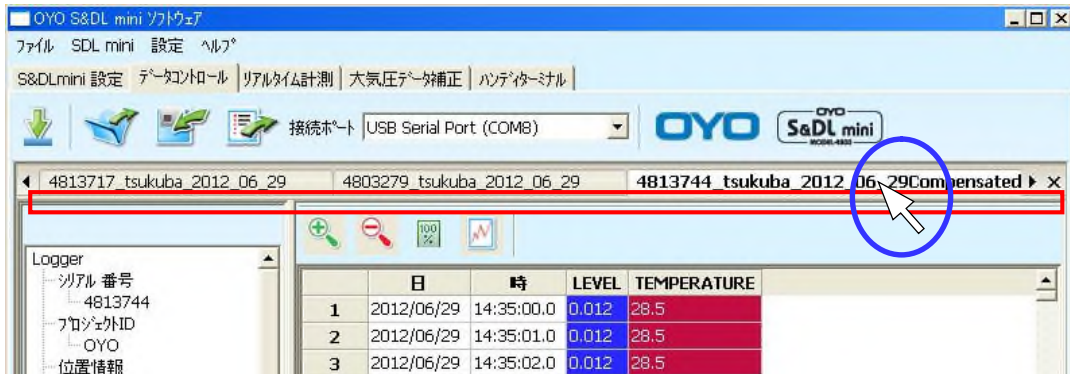 OYO S&DL mini ソフトウェア
ファイル SDL mini 設定 ヘルプ
S&DLmini 設定 データコントロール リアルタイム計測 大気圧データ補正 ハンディターミナル
接続ポート USB Serial Port (COM8) OYO OYO S&DL mini
4813717_tsukuba_2012_06_29 4803279_tsukuba_2012_06_29 4813744_tsukuba_2012_06_29Compensated
100 %
Logger
シリアル 番号
4813744
プロジェクトID
OYO
位置情報
日 時 LEVEL TEMPERATURE
1 2012/06/29 14:35:00.0 0.012 28.5
2 2012/06/29 14:35:01.0 0.012 28.5
3 2012/06/29 14:35:02.0 0.012 28.5